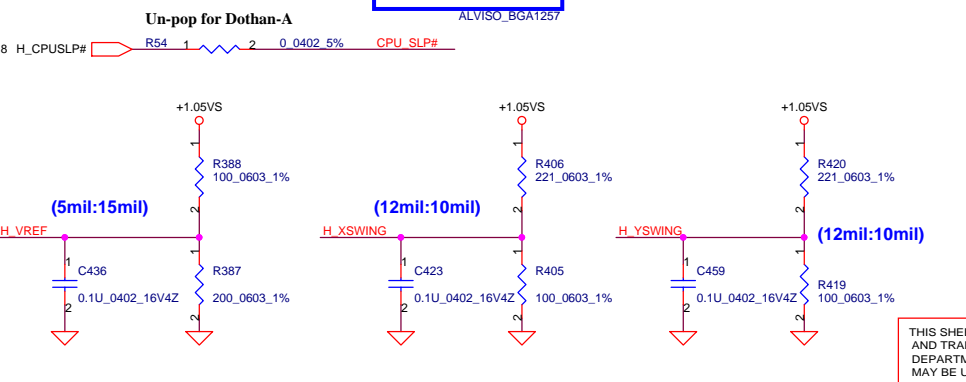 ALVISO_BGA1257
Un-pop for Dothan-A
8 H_CPUSLP# R54 1 2 0_0402_5% CPU_SLP#
+1.05VS +1.05VS +1.05VS
1 1 1
R388 R406 R420
100_0603_1% 221_0603_1% 221_0603_1%
(5mil:15mil) (12mil:10mil)
2 2 2
H_VREF H_XSWING H_YSWING (12mil:10mil)
1 1 1 1 1 1
C436 R387 C423 R405 C459
R419
0.1U_0402_16V4Z 200_0603_1% 0.1U_0402_16V4Z 100_0603_1% 0.1U_0402_16V4Z 100_0603_1%
2 2 2 2 2 2
THIS SHE
AND TRA
DEPARTM
MAY BE U